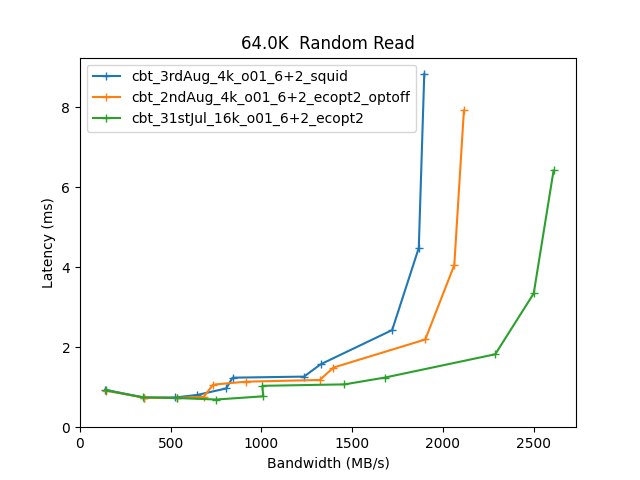 64.0K  Random Read
cbt_3rdAug_4k_o01_6+2_squid
cbt_2ndAug_4k_o01_6+2_ecopt2_optoff
cbt_31stJul_16k_o01_6+2_ecopt2
8
6
4
2
0
Latency (ms)
0 500 1000 1500 2000 2500
Bandwidth (MB/s)